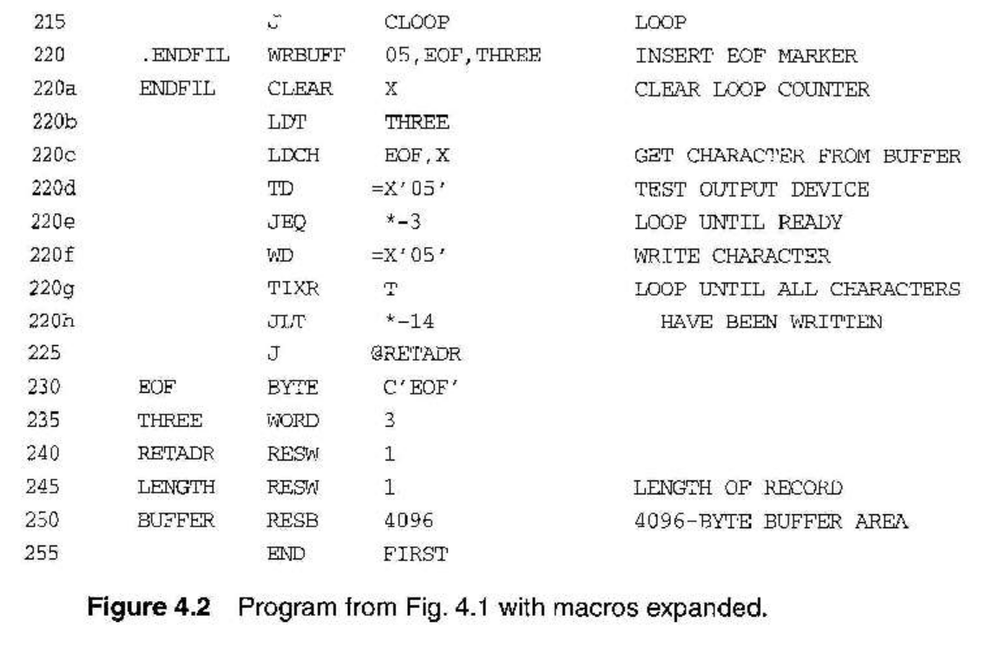 215 J CLOOP LOOP
220 .ENDFIL WRBUFF 05,EOF,THREE INSERT EOF MARKER
220a ENDFIL CLEAR X CLEAR LOOP COUNTER
220b LDT THREE
220c LDCH EOF,X GET CHARACTER FROM BUFFER
220d TD =X'05' TEST OUTPUT DEVICE
220e JEQ *-3 LOOP UNTIL READY
220f WD =X'05' WRITE CHARACTER
220g TIXR T LOOP UNTIL ALL CHARACTERS
220h JLT *-14 HAVE BEEN WRITTEN
225 J @RETADR
230 EOF BYTE C'EOF'
235 THREE WORD 3
240 RETADR RESW 1
245 LENGTH RESW 1 LENGTH OF RECORD
250 BUFFER RESB 4096 4096-BYTE BUFFER AREA
255 END FIRST
Figure 4.2 Program from Fig. 4.1 with macros expanded.